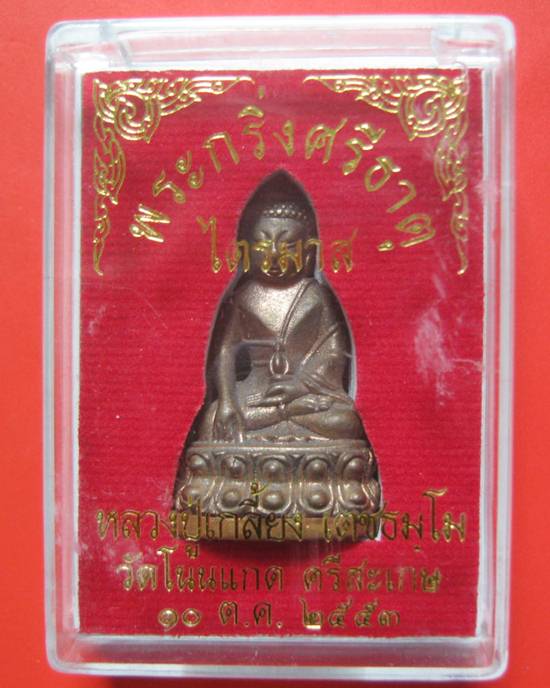 พระกริ่งศรีธาตุ
ไตรมาส
หลวงปู่เกลี้ยง เตชธมฺโม
วัดโนนแกด ศรีสะเกษ
๑๐ ต.ค. ๒๕๕๓